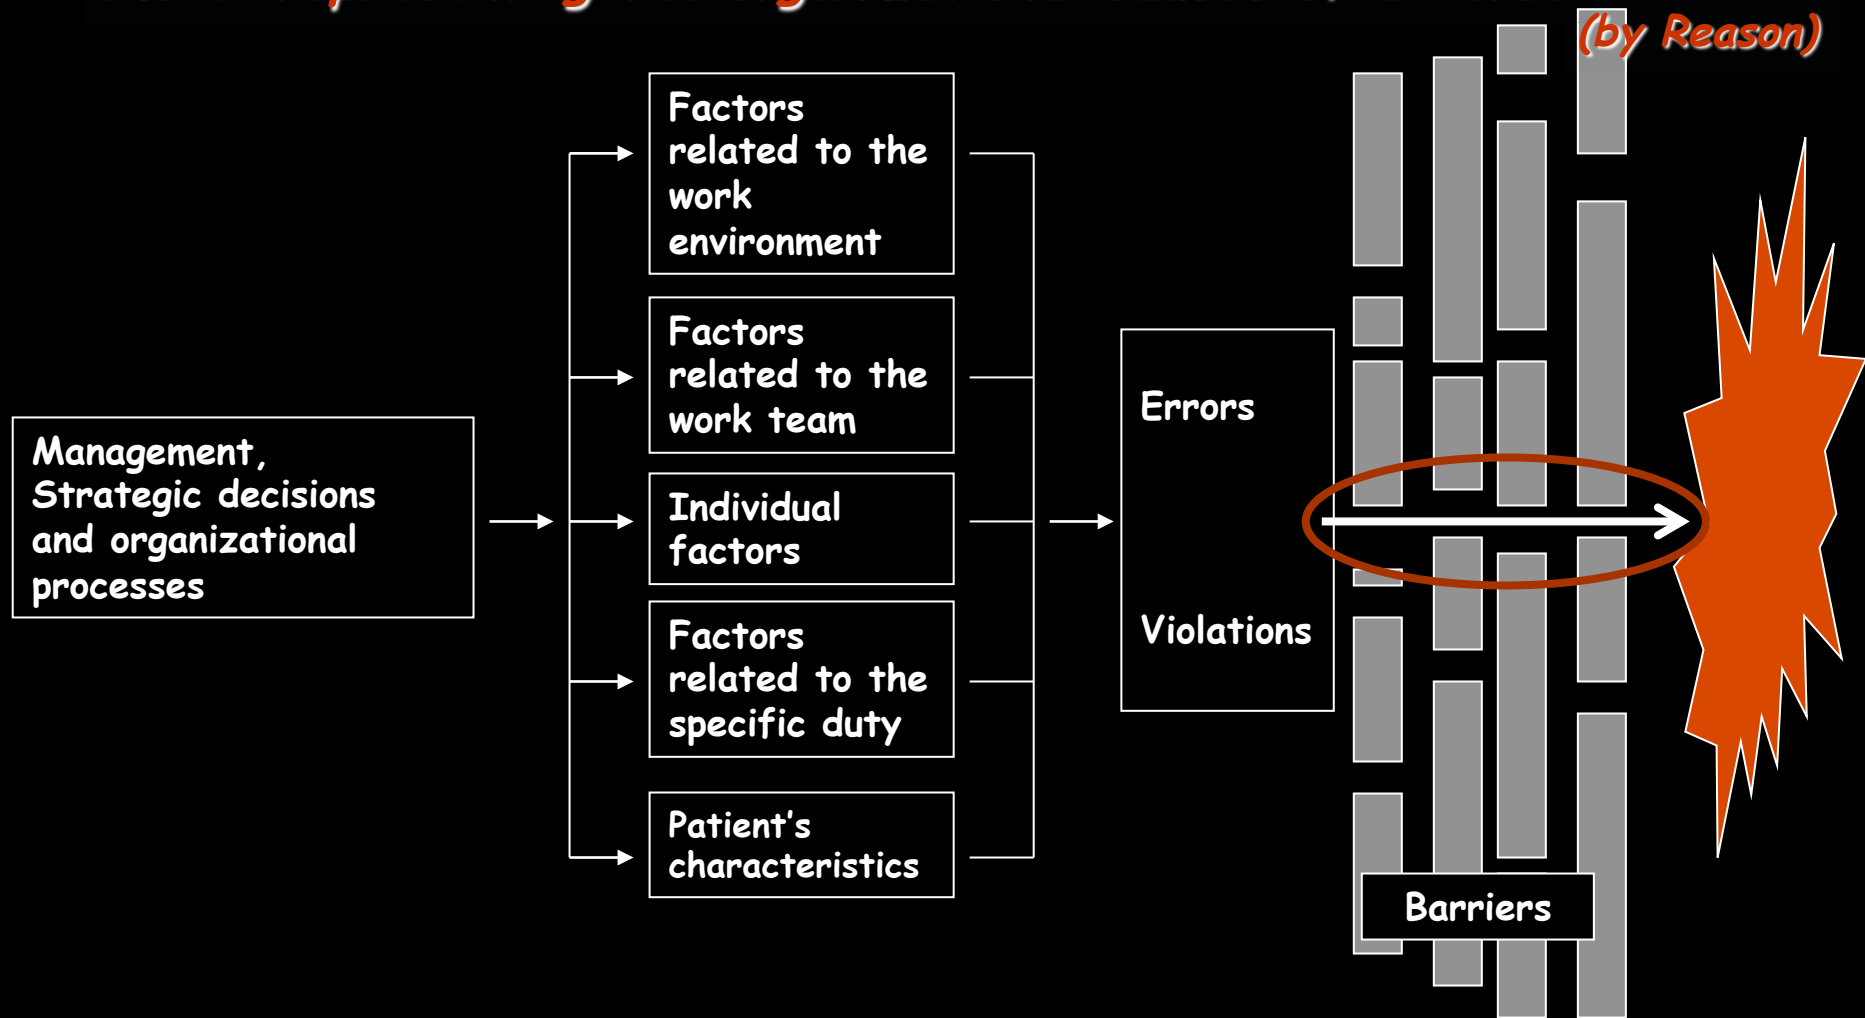 (by Reason)
Factors
related to the
work
environment
Factors
related to the
work team
Individual
factors
Factors
related to the
specific duty
Patient’s
characteristics
Management,
Strategic decisions
and organizational
processes
Errors
Violations
Barriers